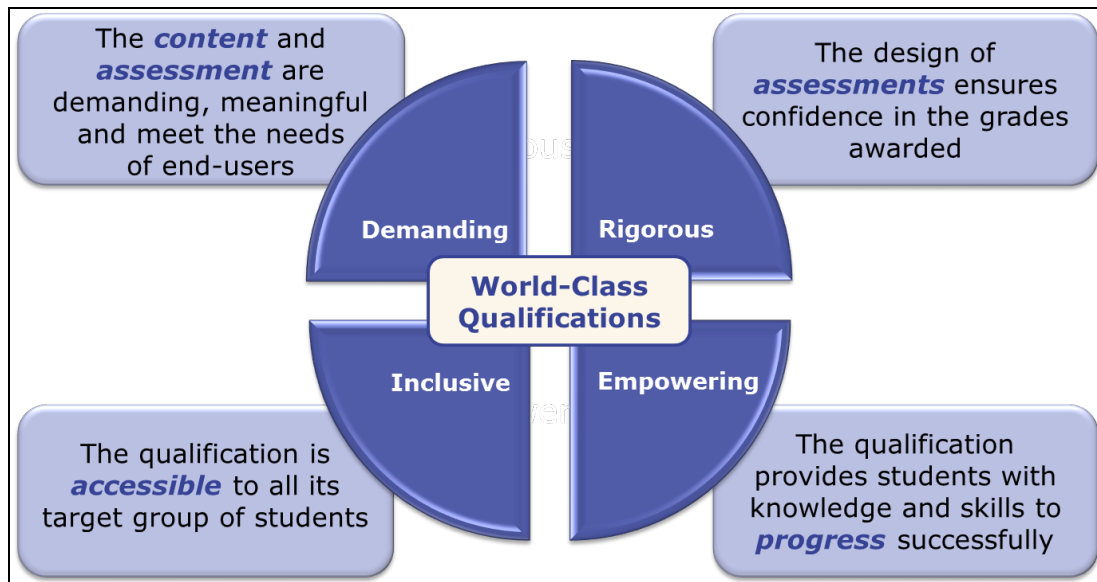 The content and
assessment are
demanding, meaningful
and meet the needs
of end-users
The design of
assessments ensures
confidence in the grades
awarded
Demanding
Rigorous
World-Class
Qualifications
Inclusive
Empowering
The qualification is
accessible to all its
target group of students
The qualification
provides students with
knowledge and skills to
progress successfully